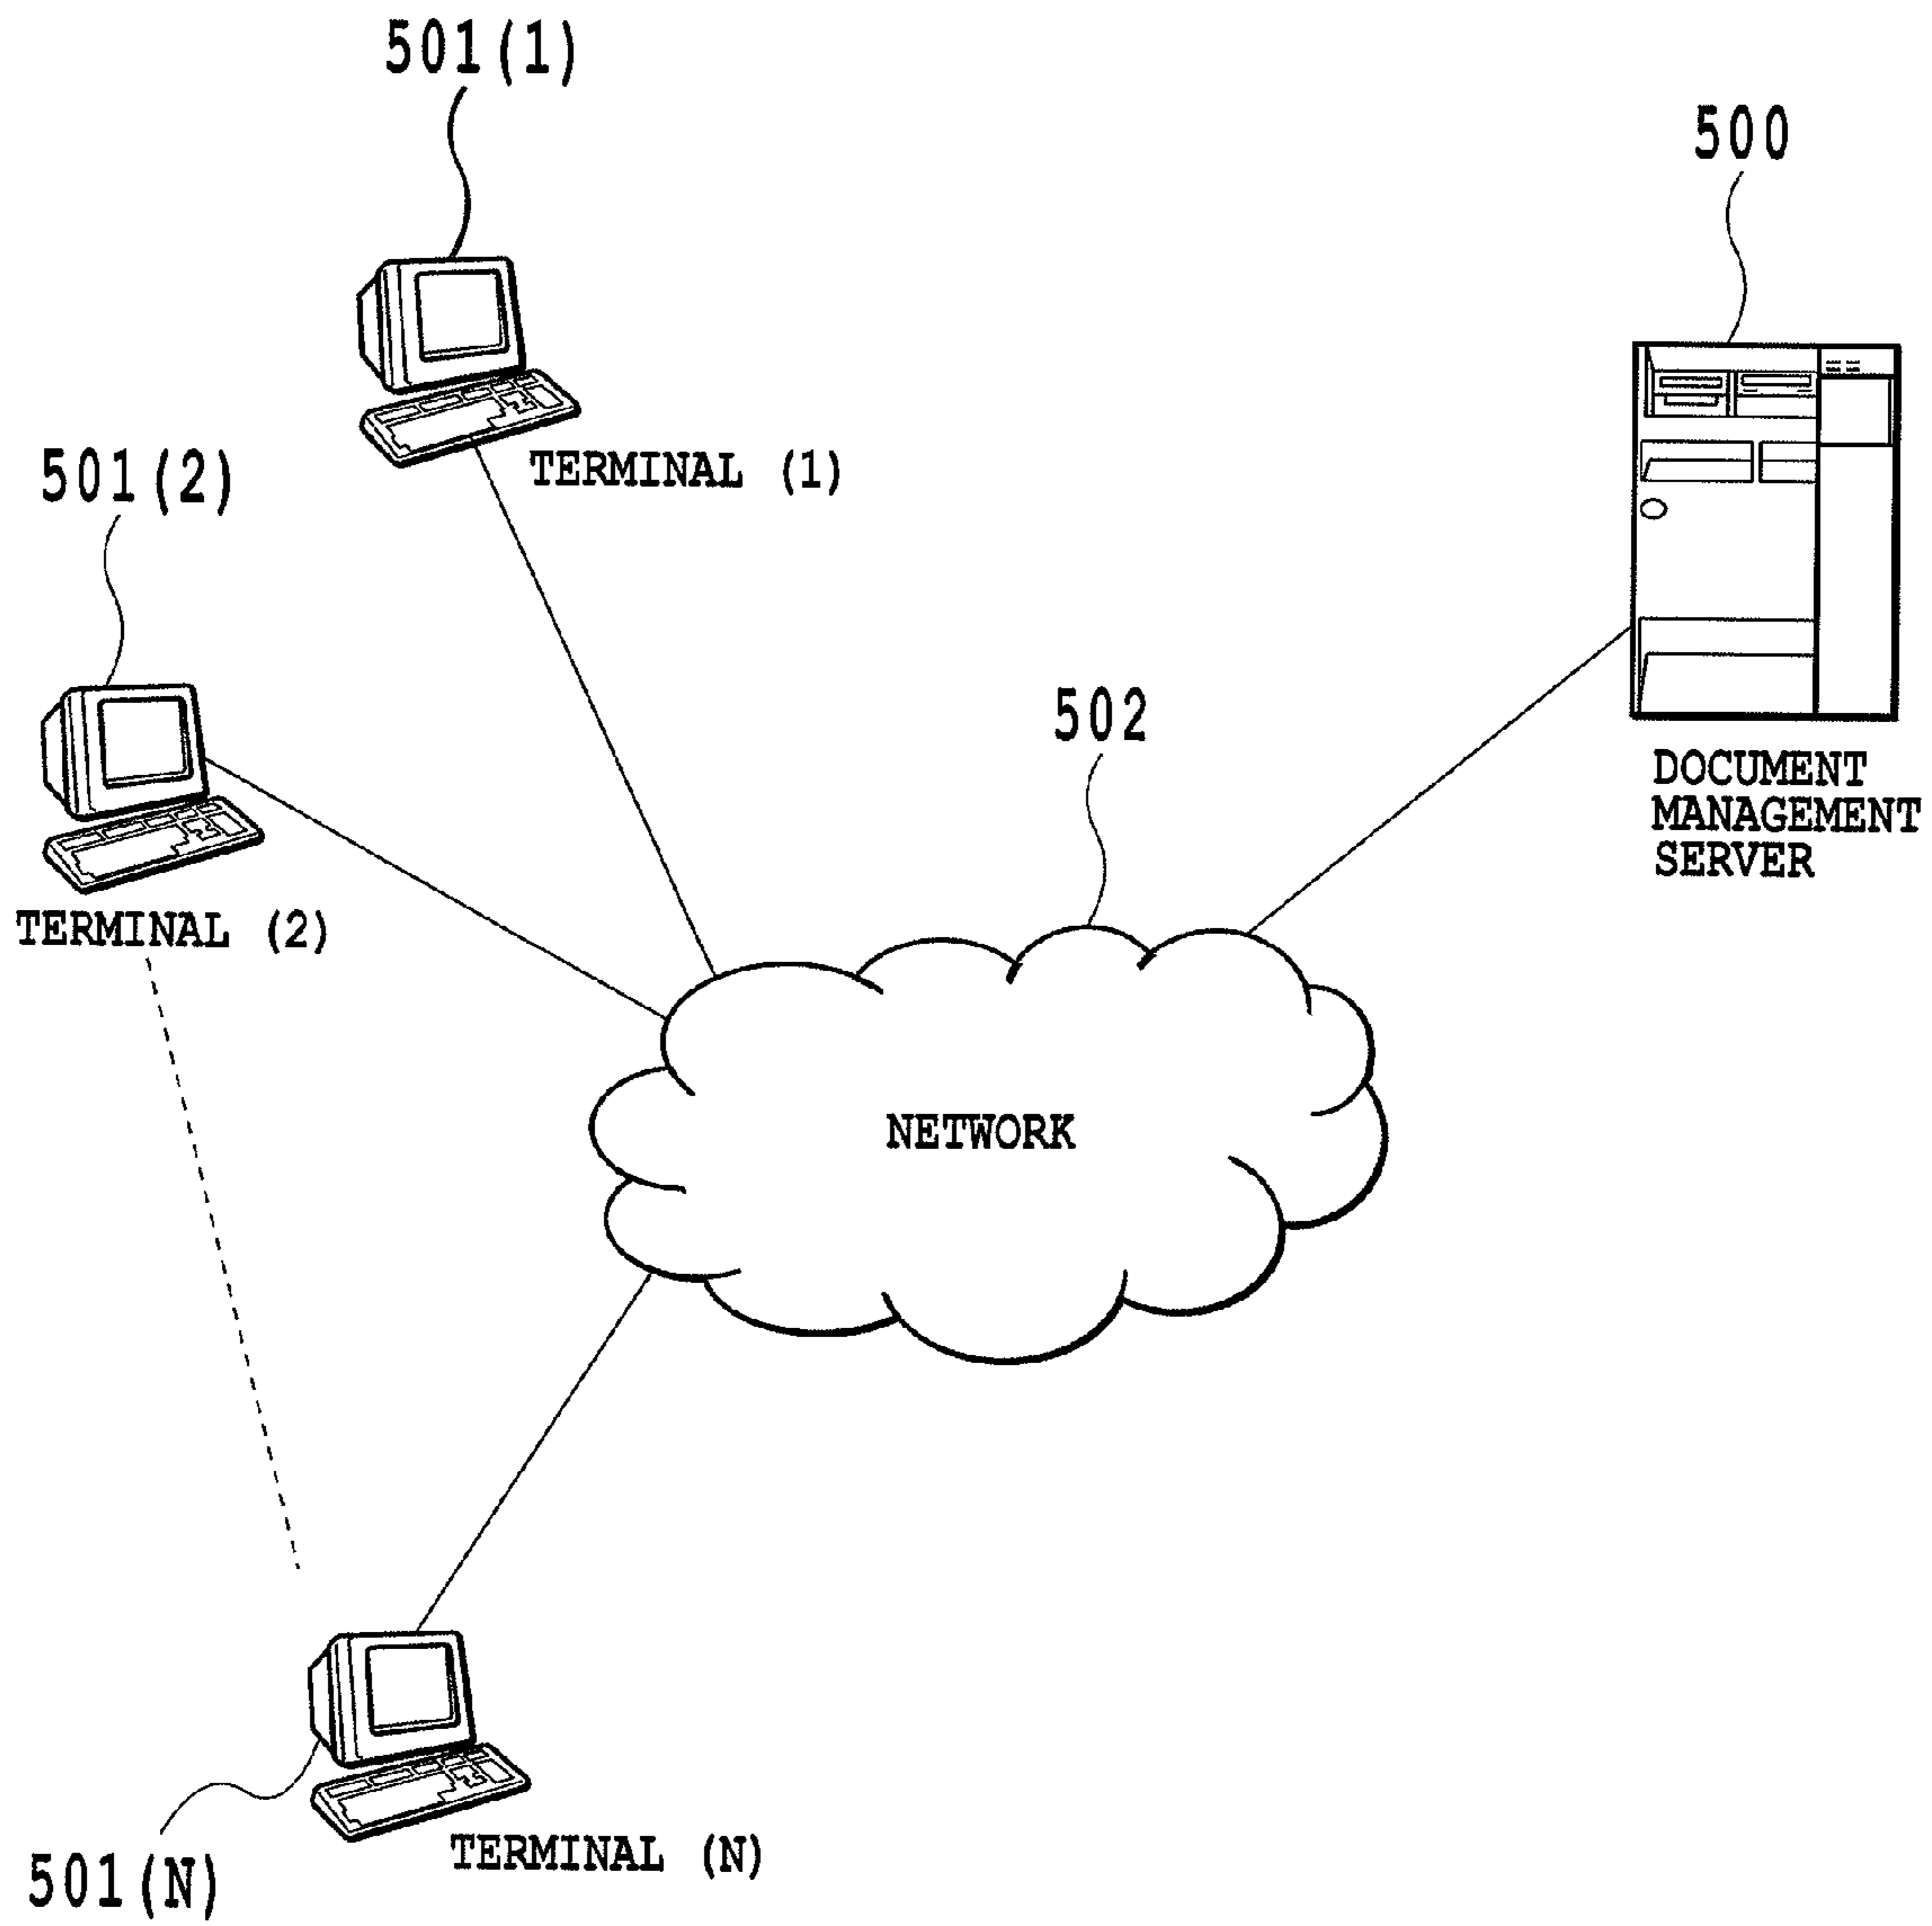 501(1)
500
TERMINAL (1)
501(2)
502
DOCUMENT
MANAGEMENT
SERVER
TERMINAL (2)
NETWORK
TERMINAL (N)
501(N)